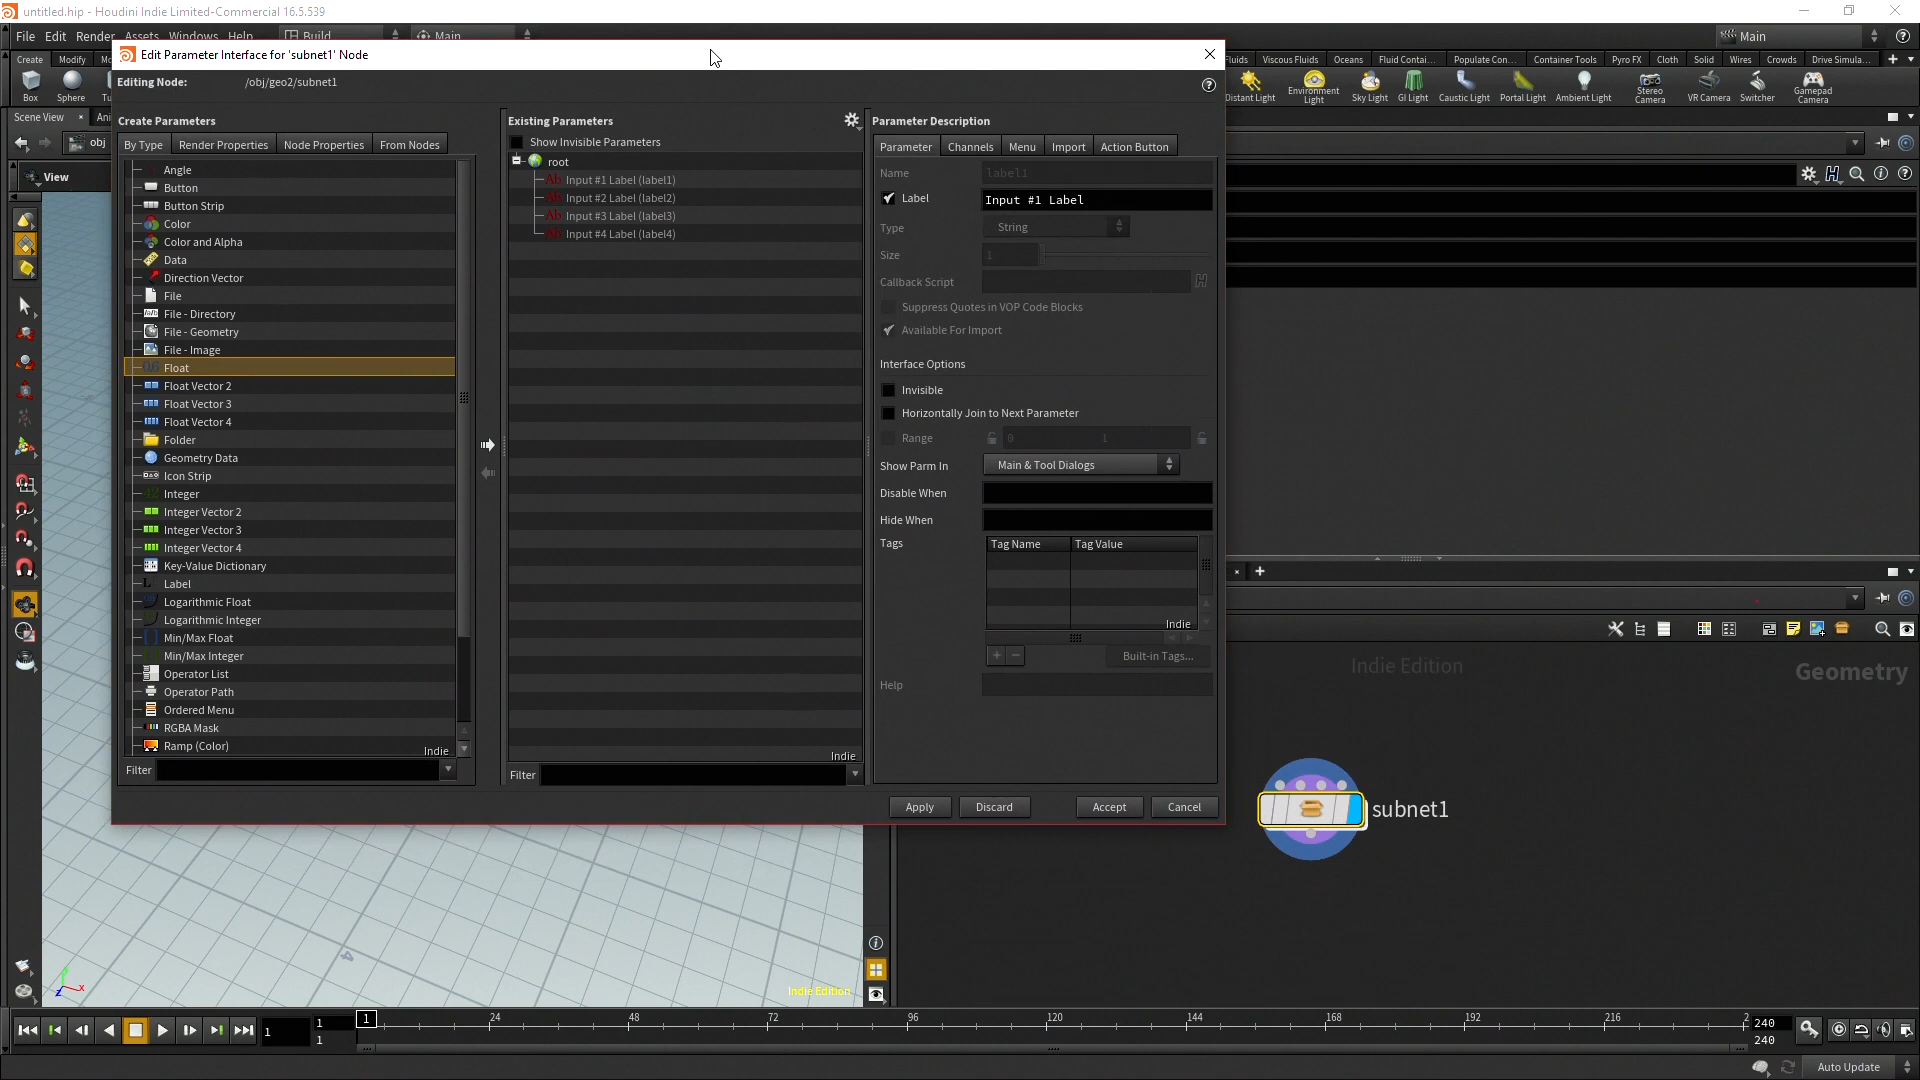 untitled.hip - Houdini Indie Limited-Commercial 16.5.539
File Edit Render Assets Windows Help Build Main Main
Edit Parameter Interface for 'subnet1' Node
Editing Node: /obj/geo2/subnet1
Create Modify
Box Sphere
Viscous Fluids Oceans Fluid Contai... Populate Con... Container Tools Pyro FX Cloth Solid Wires Crowds Drive Simula...
Distant Light Environment Light Sky Light GI Light Caustic Light Portal Light Ambient Light Stereo Camera VR Camera Switcher Gamepad Camera
Scene View
obj
View
Create Parameters
By Type Render Properties Node Properties From Nodes
Angle
Button
Button Strip
Color
Color and Alpha
Data
Direction Vector
File
File - Directory
File - Geometry
File - Image
Float
Float Vector 2
Float Vector 3
Float Vector 4
Folder
Geometry Data
Icon Strip
Integer
Integer Vector 2
Integer Vector 3
Integer Vector 4
Key-Value Dictionary
Label
Logarithmic Float
Logarithmic Integer
Min/Max Float
Min/Max Integer
Operator List
Operator Path
Ordered Menu
RGBA Mask
Ramp (Color)
Indie
Filter
Existing Parameters
Show Invisible Parameters
root
Input #1 Label (label1)
Input #2 Label (label2)
Input #3 Label (label3)
Input #4 Label (label4)
Indie
Filter
Parameter Description
Parameter Channels Menu Import Action Button
Name label1
Label Input #1 Label
Type String
Size 1
Callback Script
Suppress Quotes in VOP Code Blocks
Available For Import
Interface Options
Invisible
Horizontally Join to Next Parameter
Range 0 1
Show Parm In Main & Tool Dialogs
Disable When
Hide When
Tags Tag Name Tag Value
Indie
+ − Built-in Tags...
Help
Apply Discard Accept Cancel
Indie Edition
Geometry
subnet1
Indie Edition
1 1 1 1 24 48 72 96 120 144 168 192 216 2 240
240
Auto Update